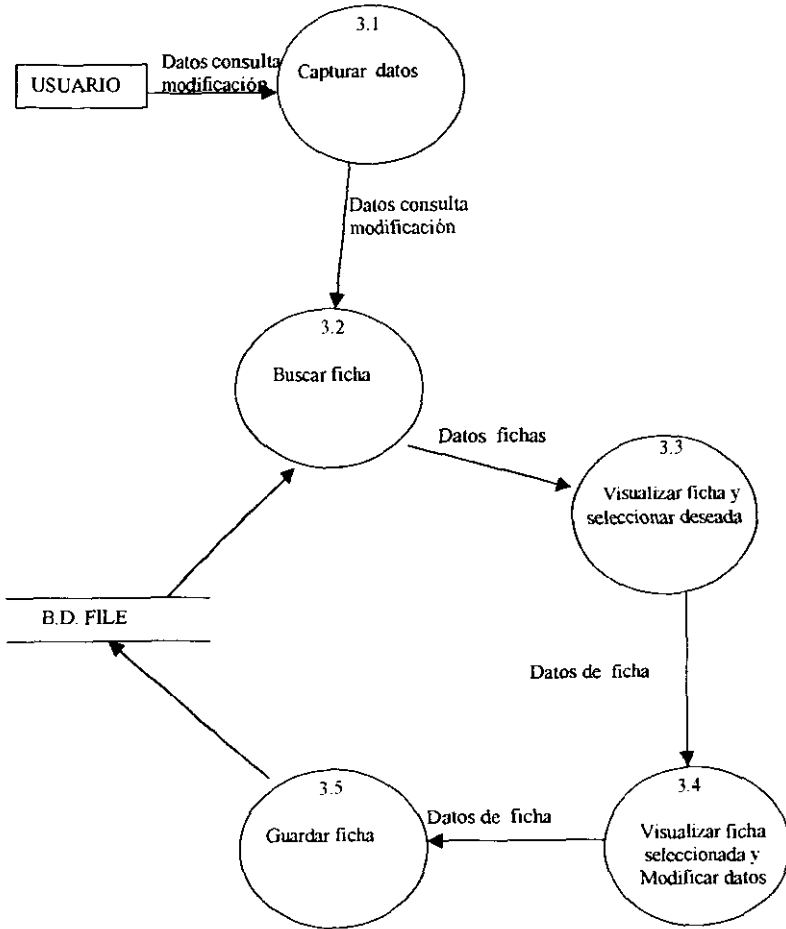 3.1
Datos consulta
modificación
Capturar datos
USUARIO
Datos consulta
modificación
3.2
Buscar ficha
Datos fichas
3.3
Visualizar ficha y
seleccionar deseada
B.D. FILE
Datos de ficha
3.5
Guardar ficha
Datos de ficha
3.4
Visualizar ficha
seleccionada y
Modificar datos